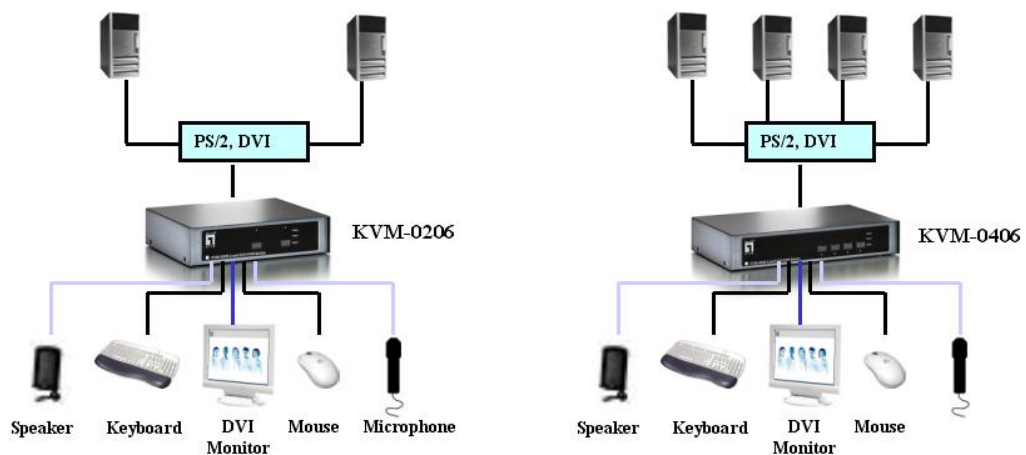 PS/2, DVI
PS/2, DVI
KVM-0206
KVM-0406
Speaker
Keyboard
DVI
Monitor
Mouse
Microphone
Speaker
Keyboard
DVI
Monitor
Mouse